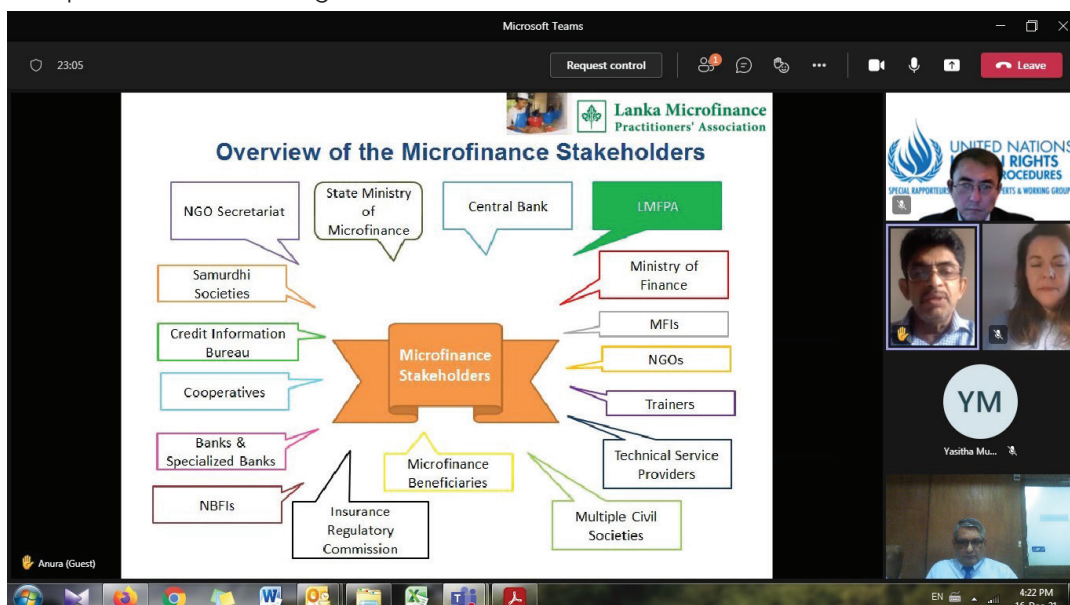 Microsoft Teams
23:05
Request control
1
Leave
Lanka Microfinance
Practitioners' Association
Overview of the Microfinance Stakeholders
NGO Secretariat
State Ministry
of
Microfinance
Central Bank
LMFPA
Samurdhi
Societies
Ministry of
Finance
Credit Information
Bureau
MFIs
NGOs
Cooperatives
Microfinance
Stakeholders
Trainers
Banks &
Specialized Banks
Microfinance
Beneficiaries
Technical Service
Providers
NBFIs
Insurance
Regulatory
Commission
Multiple Civil
Societies
Anura (Guest)
UNITED NATIONS
RIGHTS
ROCEDURES
SPECIAL RAPPORTEURS
ERTS & WORKING GROUP
YM
Yasitha Mu...
EN
4:22 PM